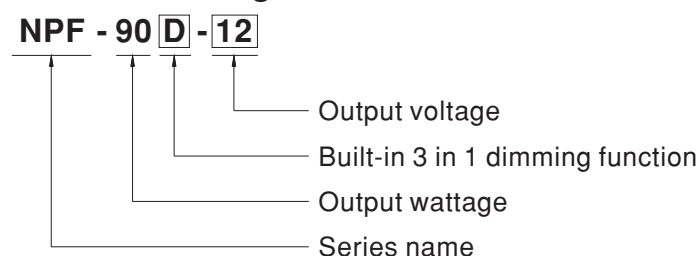 NPF - 90 D - 12
Output voltage
Built-in 3 in 1 dimming function
Output wattage
Series name